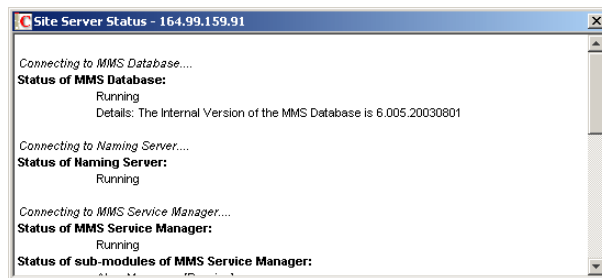 Site Server Status - 164.99.159.91
Connecting to MMS Database....
Status of MMS Database:
Running
Details: The Internal Version of the MMS Database is 6.005.20030801
Connecting to Naming Server....
Status of Naming Server:
Running
Connecting to MMS Service Manager....
Status of MMS Service Manager:
Running
Status of sub-modules of MMS Service Manager: